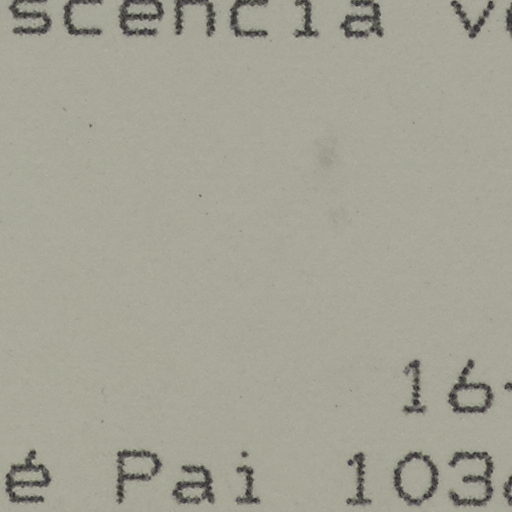 scencia v
16
é Pai 103